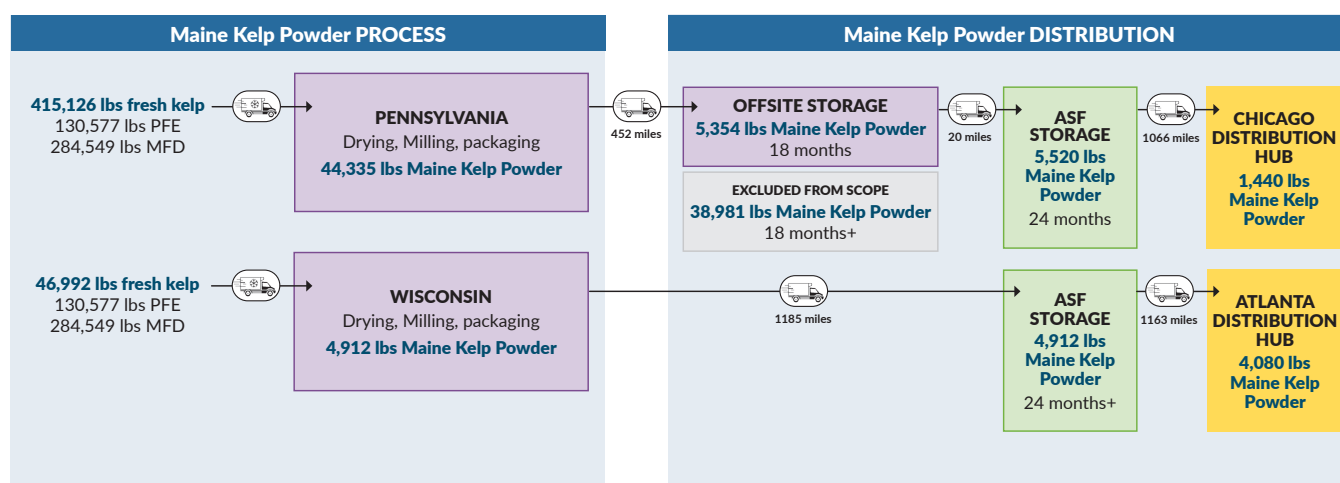 Maine Kelp Powder PROCESS
415,126 lbs fresh kelp
130,577 lbs PFE
284,549 lbs MFD
PENNSYLVANIA
Drying, Milling, packaging
44,335 lbs Maine Kelp Powder
46,992 lbs fresh kelp
130,577 lbs PFE
284,549 lbs MFD
WISCONSIN
Drying, Milling, packaging
4,912 lbs Maine Kelp Powder
452 miles
Maine Kelp Powder DISTRIBUTION
OFFSITE STORAGE
5,354 lbs Maine Kelp Powder
18 months
EXCLUDED FROM SCOPE
38,981 lbs Maine Kelp Powder
18 months+
20 miles
ASF
STORAGE
5,520 lbs
Maine Kelp
Powder
24 months
1066 miles
CHICAGO
DISTRIBUTION
HUB
1,440 lbs
Maine Kelp
Powder
1185 miles
ASF
STORAGE
4,912 lbs
Maine Kelp
Powder
24 months+
1163 miles
ATLANTA
DISTRIBUTION
HUB
4,080 lbs
Maine Kelp
Powder